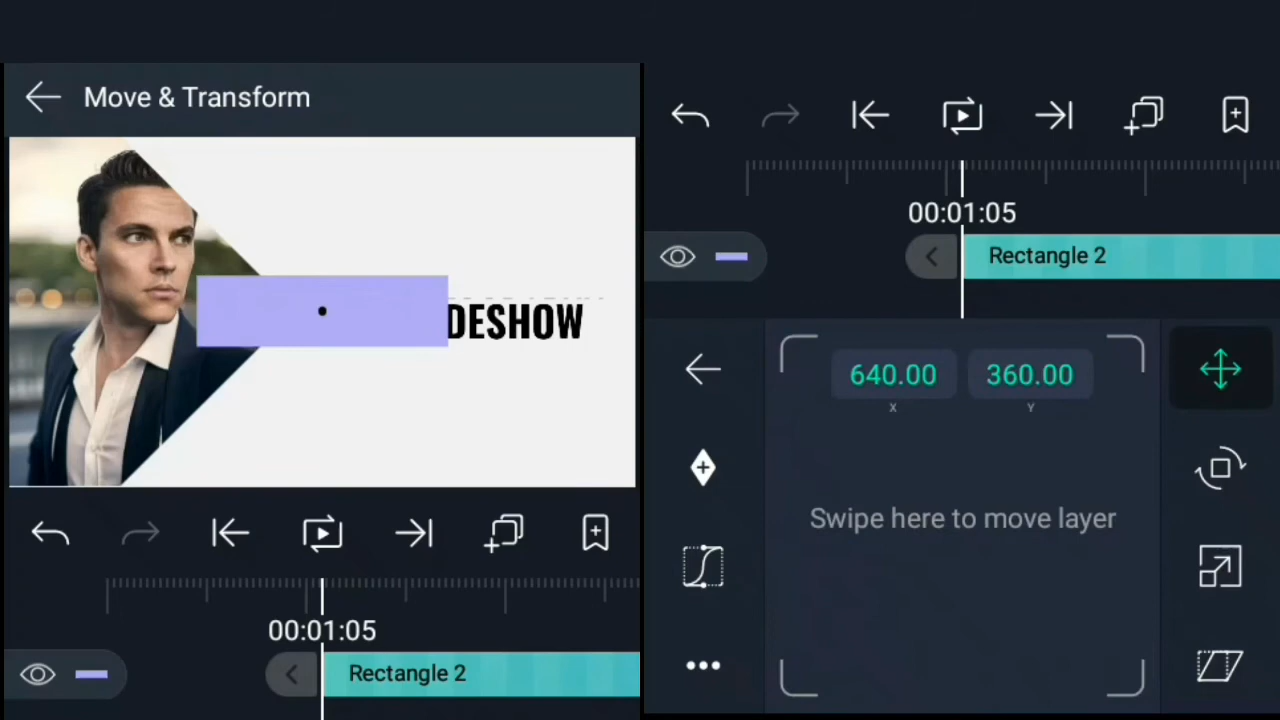 Move & Transform
DESHOW
00:01:05
Rectangle 2
00:01:05
Rectangle 2
640.00 360.00
X Y
Swipe here to move layer